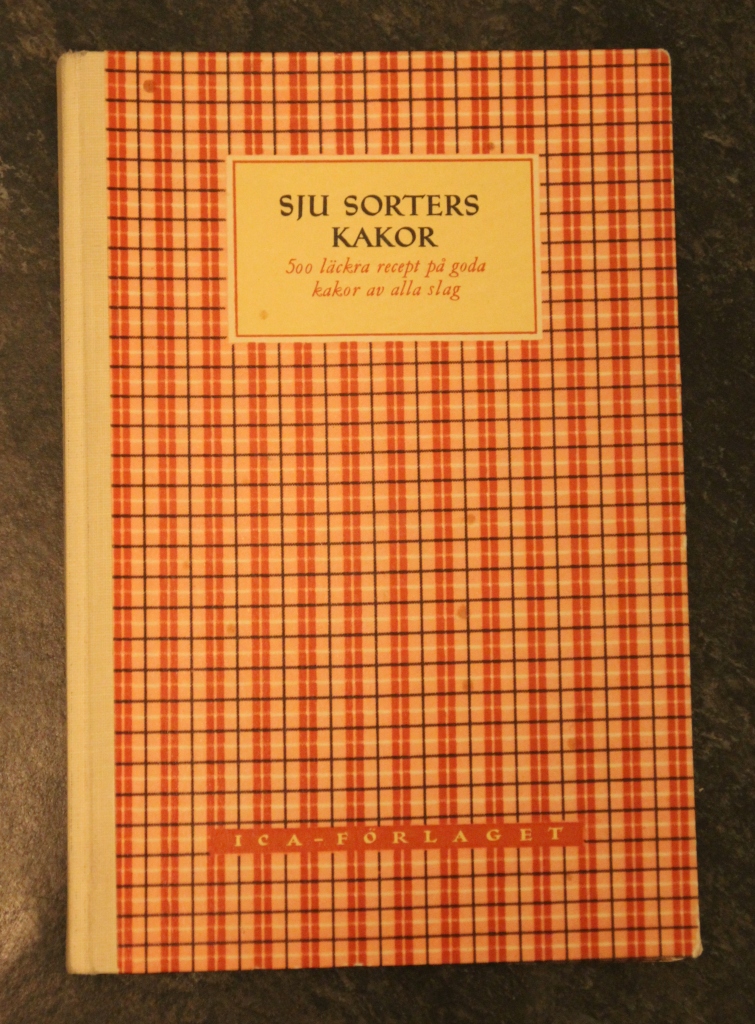 SJU SORTERS
KAKOR
500 läckra recept på goda
kakor av alla slag
ICA-FÖRLAGET